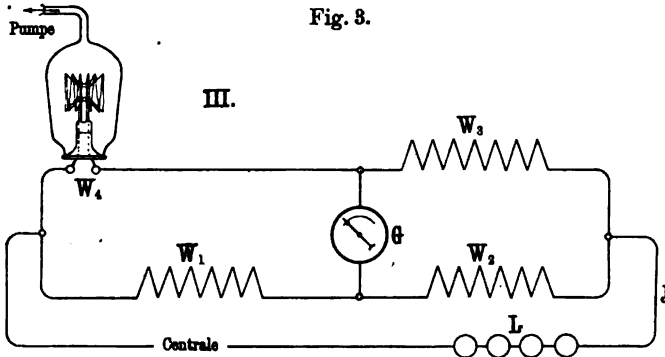 Fig. 3.
Pumpe
III.
W₃
W₄
G
W₁
W₂
L
J
Centrale